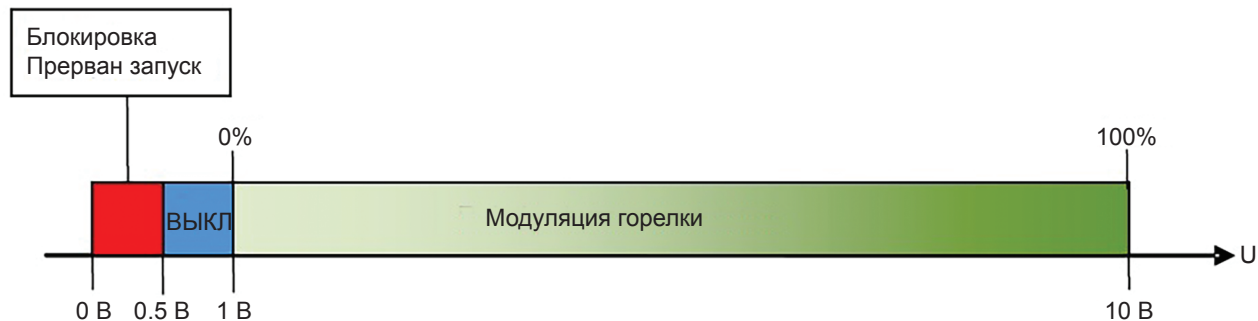 Блокировка
Прерван запуск
0%
100%
ВЫКЛ
Модуляция горелки
U
0 В
0.5 В
1 В
10 В